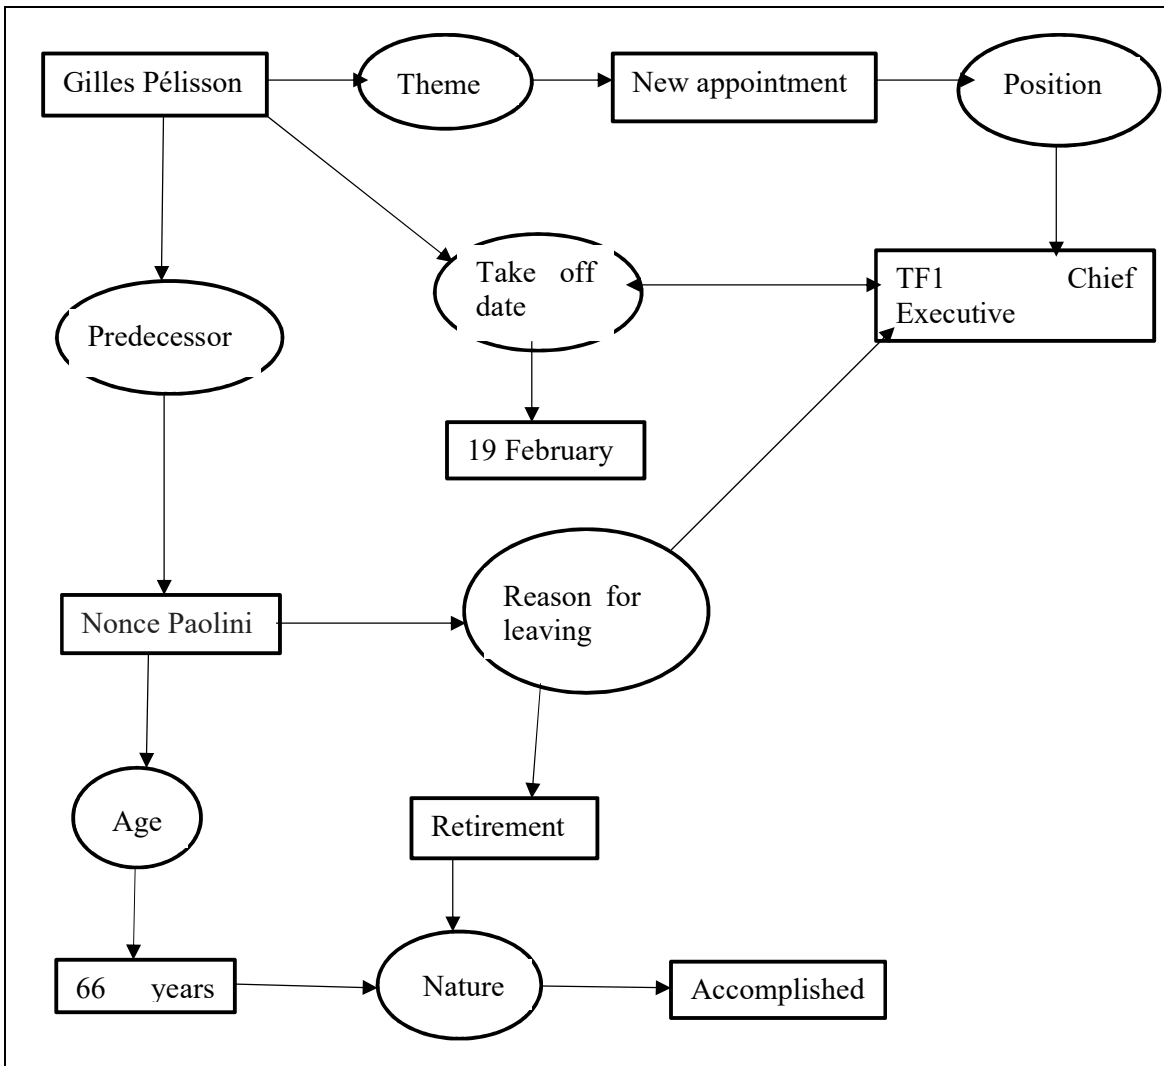 Gilles Pélisson
Theme
New appointment
Position
Take off
date
TF1 Chief
Executive
Predecessor
19 February
Reason for
leaving
Nonce Paolini
Age
Retirement
66 years
Nature
Accomplished